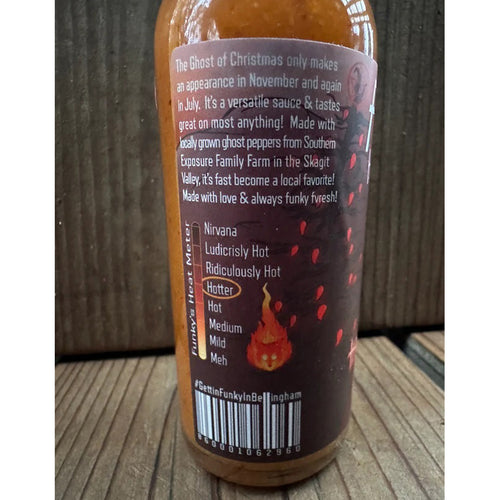 The Ghost of Christmas only makes
an appearance in November and again
in July. It's a versatile sauce & tastes
great on most anything! Made with
locally grown ghost peppers from Southern
Exposure Family Farm in the Skagit
Valley, it's fast become a local favorite!
Made with love & always funky fvresh!
Funky's Heat Meter
Nirvana
Ludicrisly Hot
Ridiculously Hot
Hotter
Hot
Medium
Mild
Meh
#GettinFunkyInBellingham
860001062960